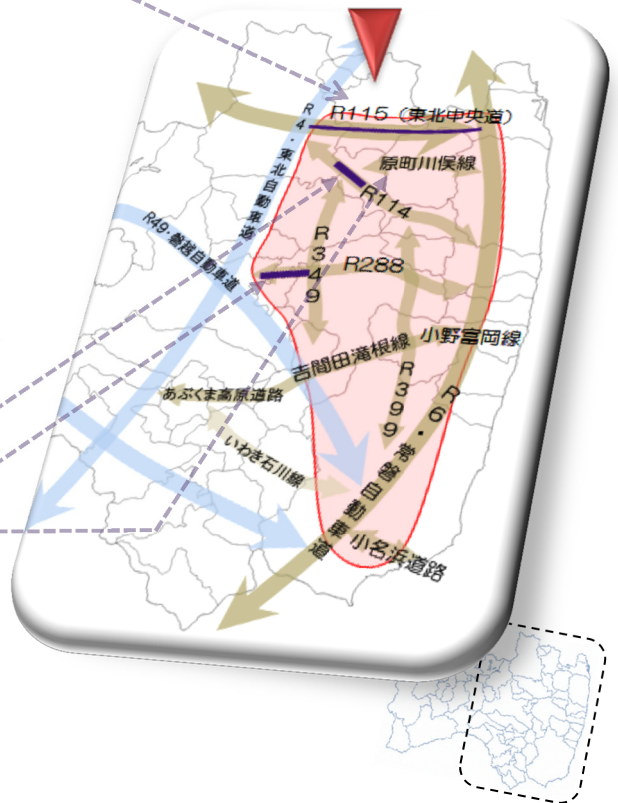 R115（東北中央道）
R4・東北自動車道
原町川俣線
R114
R49・磐越自動車道
R349
R288
小野富岡線
吉間田滝根線
あぶくま高原道路
R399
R6・常磐自動車道
いわき石川線
小名浜道路